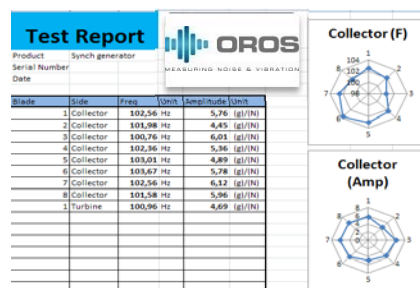 Test Report
OROS
MEASURING NOISE & VIBRATION
Product Synch generator
Serial Number
Date
Blade Side Freq Unit Amplitude Unit
1 Collector 102,56 Hz 5,76 (g)/(N)
2 Collector 101,98 Hz 4,45 (g)/(N)
3 Collector 100,76 Hz 6,01 (g)/(N)
4 Collector 102,36 Hz 5,36 (g)/(N)
5 Collector 103,01 Hz 4,89 (g)/(N)
6 Collector 103,67 Hz 5,78 (g)/(N)
7 Collector 102,56 Hz 6,12 (g)/(N)
8 Collector 101,58 Hz 5,96 (g)/(N)
1 Turbine 100,96 Hz 4,69 (g)/(N)
Collector (F)
1
104
8 102 2
100
7 98 3
6 4
5
Collector
(Amp)
1
8
8 6 2
4
2
7 0 3
6 4
5